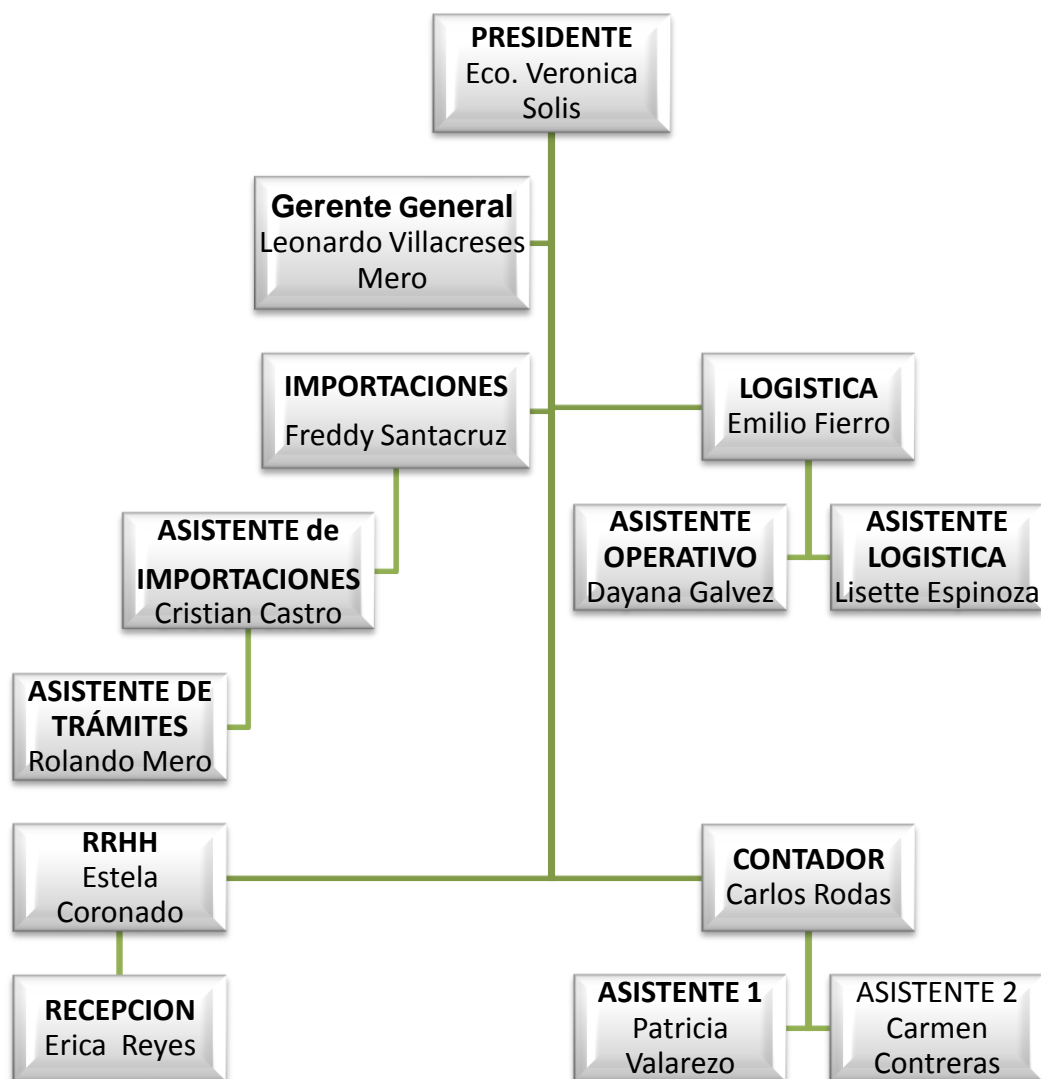 PRESIDENTE
Eco. Veronica
Solis
Gerente General
Leonardo Villacreses
Mero
IMPORTACIONES
Freddy Santacruz
LOGISTICA
Emilio Fierro
ASISTENTE de
IMPORTACIONES
Cristian Castro
ASISTENTE
OPERATIVO
Dayana Galvez
ASISTENTE
LOGISTICA
Lisette Espinoza
ASISTENTE DE
TRÁMITES
Rolando Mero
RRHH
Estela
Coronado
CONTADOR
Carlos Rodas
RECEPCION
Erica Reyes
ASISTENTE 1
Patricia
Valarezo
ASISTENTE 2
Carmen
Contreras